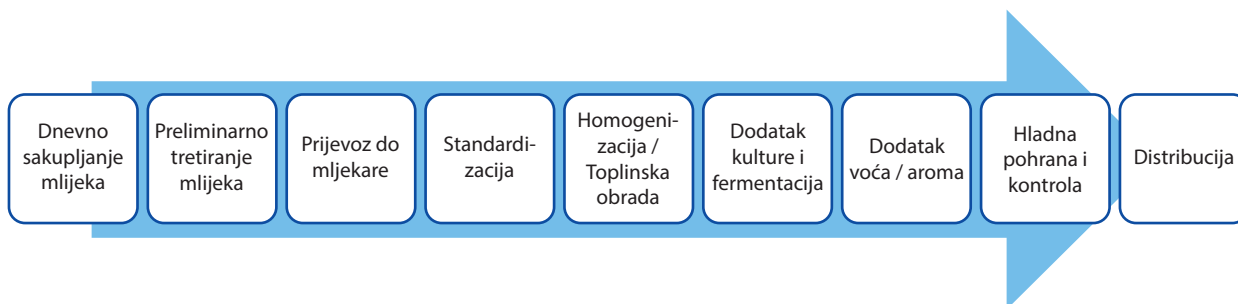 Dnevno
sakupljanje
mlijeka
Preliminarno
tretiranje
mlijeka
Prijevoz do
mljekare
Standardi-
zacija
Homogeni-
zacija /
Toplinska
obrada
Dodatak
kulture i
fermentacija
Dodatak
voća / aroma
Hladna
pohrana i
kontrola
Distribucija